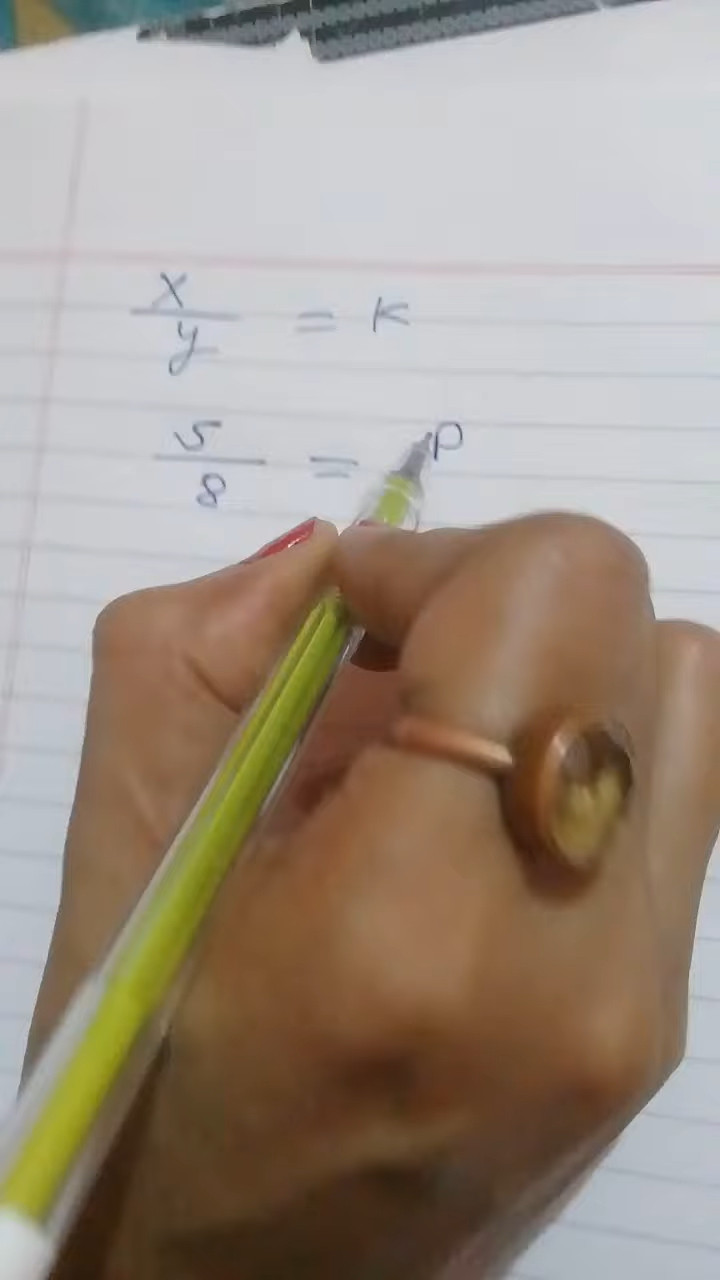 x/y = K
5/8 = P